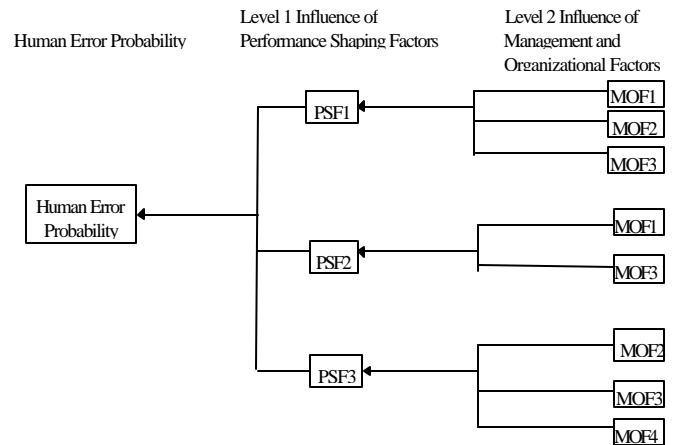 Human Error Probability
Level 1 Influence of
Performance Shaping Factors
Level 2 Influence of
Management and
Organizational Factors
Human Error
Probability
PSF1
PSF2
PSF3
MOF1
MOF2
MOF3
MOF1
MOF3
MOF2
MOF3
MOF4